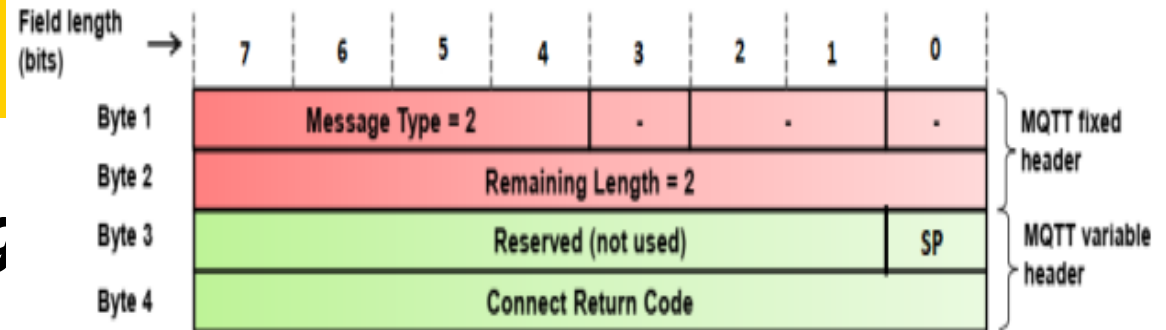 Field length
(bits)
7 6 5 4 3 2 1 0
Byte 1 Message Type = 2 - - - MQTT fixed
header
Byte 2 Remaining Length = 2
Byte 3 Reserved (not used) SP MQTT variable
header
Byte 4 Connect Return Code